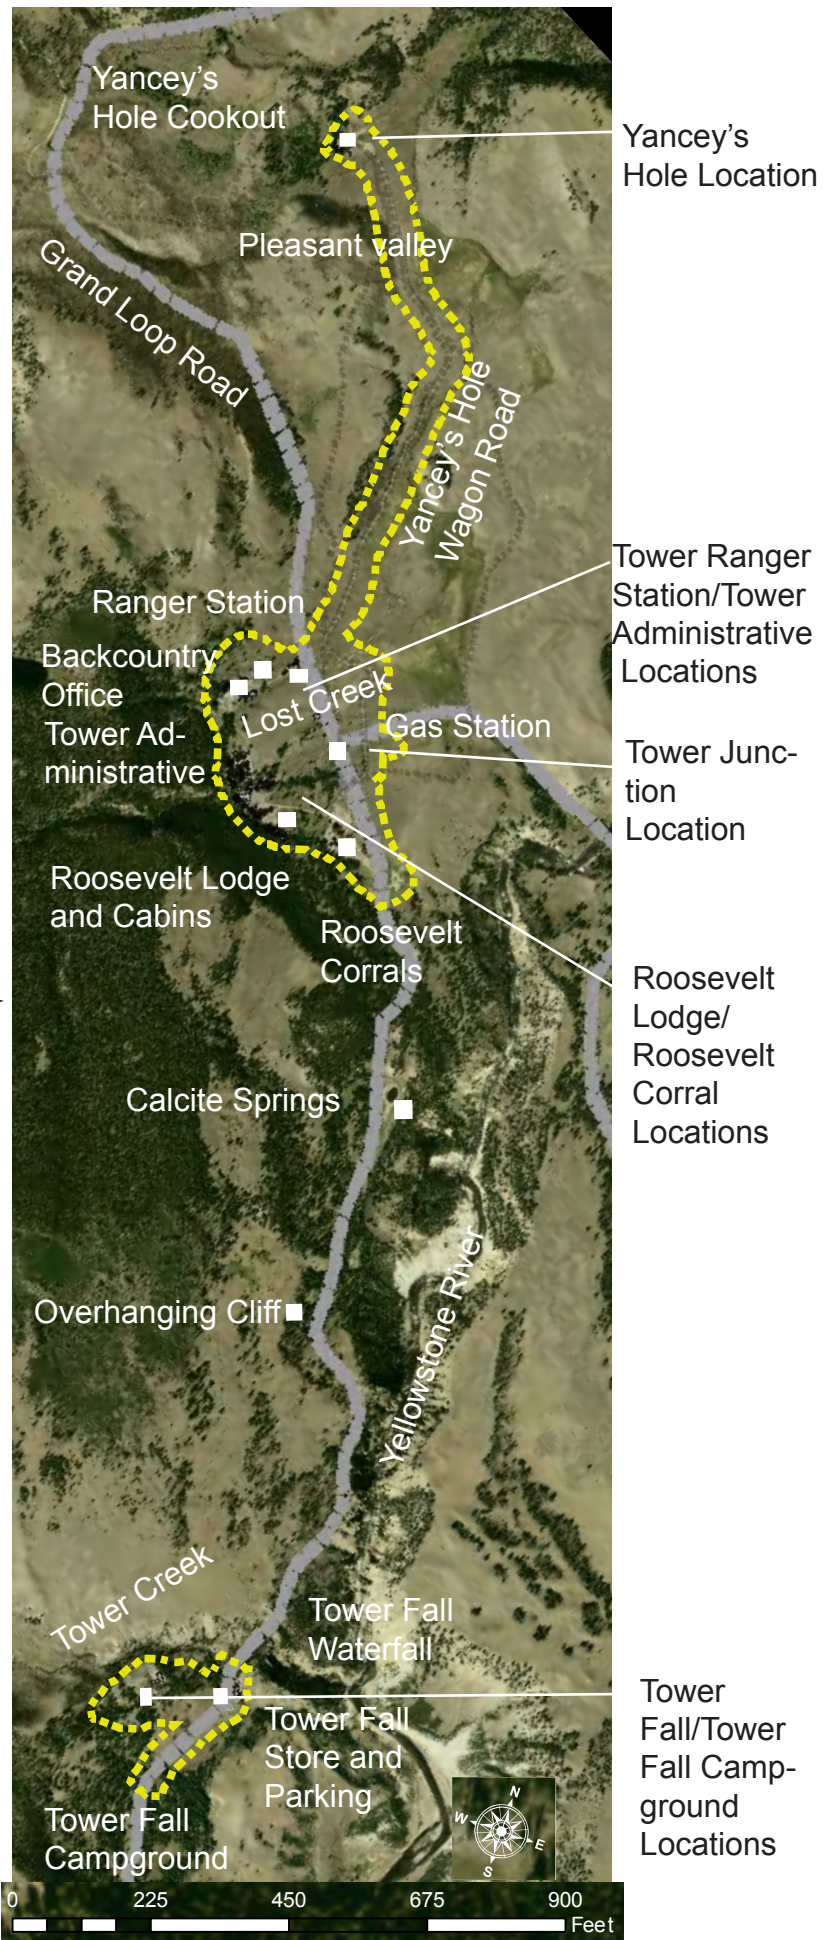 Yancey's
Hole Cookout
Yancey's
Hole Location
Pleasant valley
Grand Loop Road
Yancey's Hole
Wagon Road
Tower Ranger
Station/Tower
Administrative
Locations
Ranger Station
Backcountry
Office
Tower Ad-
ministrative
Lost Creek
Gas Station
Tower Junc-
tion
Location
Roosevelt Lodge
and Cabins
Roosevelt
Corrals
Roosevelt
Lodge/
Roosevelt
Corral
Locations
Calcite Springs
Yellowstone River
Overhanging Cliff
Tower Creek
Tower Fall
Waterfall
Tower Fall
Store and
Parking
Tower
Fall/Tower
Fall Camp-
ground
Locations
Tower Fall
Campground
N
W
E
S
0 225 450 675 900
Feet